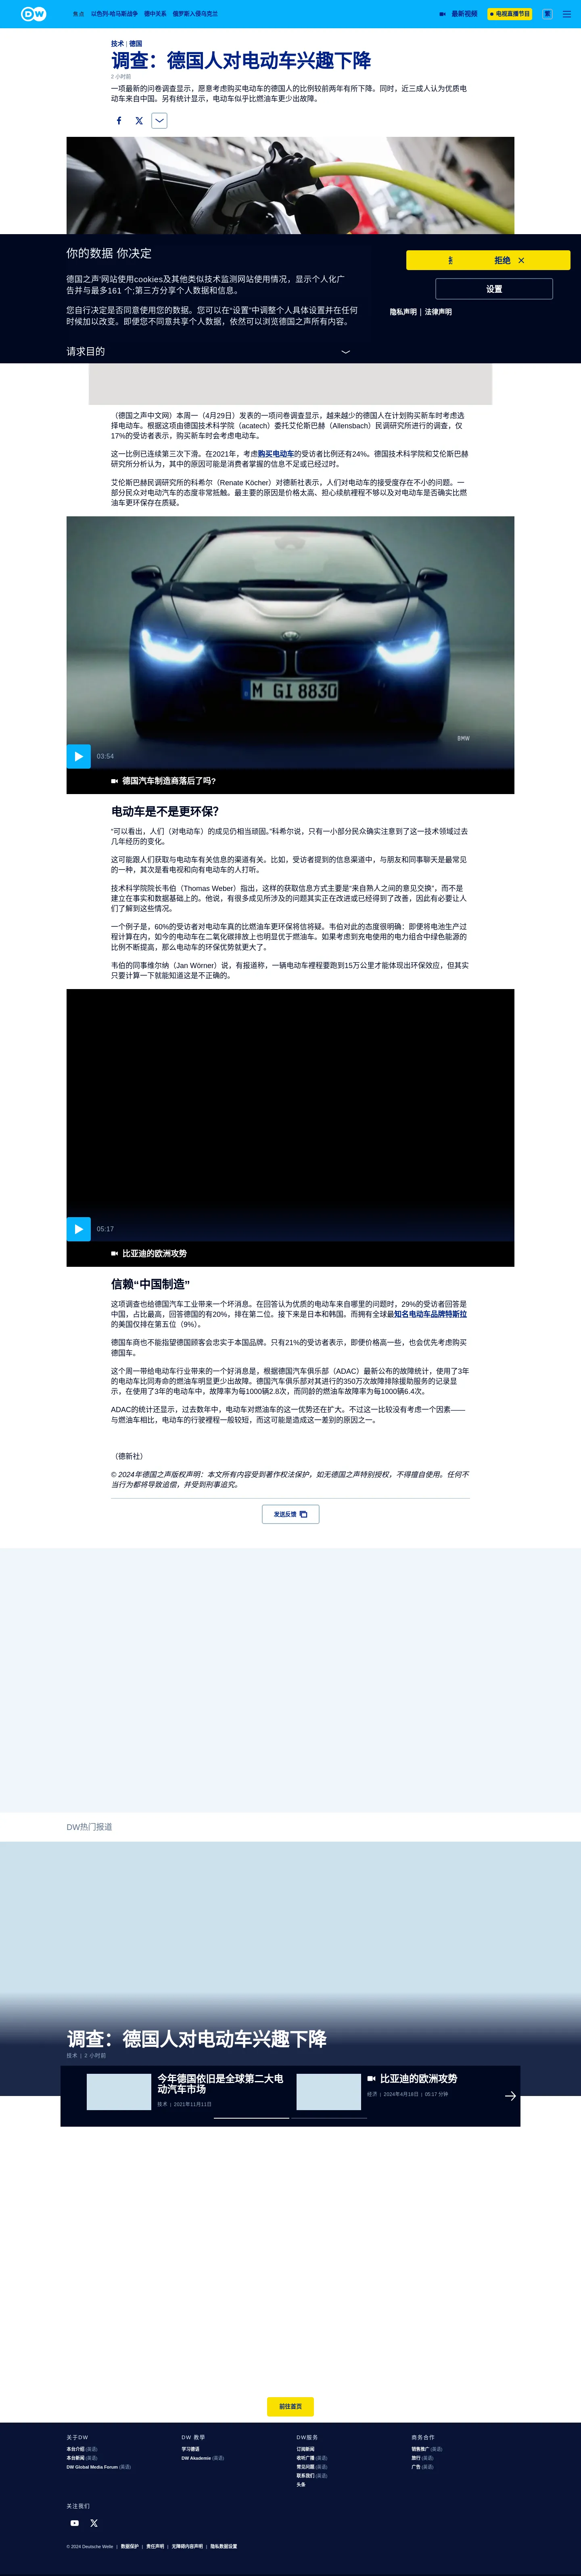 DW
焦点 以色列-哈马斯战争 德中关系 俄罗斯入侵乌克兰
最新视频 电视直播节目 繁
技术 | 德国
调查：德国人对电动车兴趣下降
2 小时前
一项最新的问卷调查显示，愿意考虑购买电动车的德国人的比例较前两年有所下降。同时，近三成人认为优质电
动车来自中国。另有统计显示，电动车似乎比燃油车更少出故障。
你的数据 你决定
德国之声'网站使用cookies及其他类似技术监测网站使用情况，显示个人化广
告并与最多161 个;第三方分享个人数据和信息。
您自行决定是否同意使用您的数据。您可以在“设置”中调整个人具体设置并在任何
时候加以改变。即便您不同意共享个人数据，依然可以浏览德国之声所有内容。
请求目的
拒绝
设置
隐私声明 | 法律声明
（德国之声中文网）本周一（4月29日）发表的一项问卷调查显示，越来越少的德国人在计划购买新车时考虑选
择电动车。根据这项由德国技术科学院（acatech）委托艾伦斯巴赫（Allensbach）民调研究所进行的调查，仅
17%的受访者表示，购买新车时会考虑电动车。
这一比例已连续第三次下滑。在2021年，考虑购买电动车的受访者比例还有24%。德国技术科学院和艾伦斯巴赫
研究所分析认为，其中的原因可能是消费者掌握的信息不足或已经过时。
艾伦斯巴赫民调研究所的科希尔（Renate Köcher）对德新社表示，人们对电动车的接受度存在不小的问题。一
部分民众对电动汽车的态度非常抵触。最主要的原因是价格太高、担心续航裡程不够以及对电动车是否确实比燃
油车更环保存在质疑。
M GI 8830
BMW
03:54
德国汽车制造商落后了吗?
电动车是不是更环保？
“可以看出，人们（对电动车）的成见仍相当顽固。”科希尔说，只有一小部分民众确实注意到了这一技术领域过去
几年经历的变化。
这可能跟人们获取与电动车有关信息的渠道有关。比如，受访者提到的信息渠道中，与朋友和同事聊天是最常见
的一种，其次是看电视和向有电动车的人打听。
技术科学院院长韦伯（Thomas Weber）指出，这样的获取信息方式主要是“来自熟人之间的意见交换”，而不是
建立在事实和数据基础上的。他说，有很多成见所涉及的问题其实正在改进或已经得到了改善，因此有必要让人
们了解到这些情况。
一个例子是，60%的受访者对电动车真的比燃油车更环保将信将疑。韦伯对此的态度很明确：即便将电池生产过
程计算在内，如今的电动车在二氧化碳排放上也明显优于燃油车。如果考虑到充电使用的电力组合中绿色能源的
比例不断提高，那么电动车的环保优势就更大了。
韦伯的同事维尔纳（Jan Wörner）说，有报道称，一辆电动车裡程要跑到15万公里才能体现出环保效应，但其实
只要计算一下就能知道这是不正确的。
05:17
比亚迪的欧洲攻势
信赖“中国制造”
这项调查也给德国汽车工业带来一个坏消息。在回答认为优质的电动车来自哪里的问题时，29%的受访者回答是
中国，占比最高，回答德国的有20%，排在第二位。接下来是日本和韩国。而拥有全球最知名电动车品牌特斯拉
的美国仅排在第五位（9%）。
德国车商也不能指望德国顾客会忠实于本国品牌。只有21%的受访者表示，即便价格高一些，也会优先考虑购买
德国车。
这个周一带给电动车行业带来的一个好消息是，根据德国汽车俱乐部（ADAC）最新公布的故障统计，使用了3年
的电动车比同寿命的燃油车明显更少出故障。德国汽车俱乐部对其进行的350万次故障排除援助服务的记录显
示，在使用了3年的电动车中，故障率为每1000辆2.8次，而同龄的燃油车故障率为每1000辆6.4次。
ADAC的统计还显示，过去数年中，电动车对燃油车的这一优势还在扩大。不过这一比较没有考虑一个因素——
与燃油车相比，电动车的行驶裡程一般较短，而这可能是造成这一差别的原因之一。
（德新社）
© 2024年德国之声版权声明：本文所有内容受到著作权法保护，如无德国之声特别授权，不得擅自使用。任何不
当行为都将导致追偿，并受到刑事追究。
发送反馈
DW热门报道
调查：德国人对电动车兴趣下降
技术 | 2 小时前
今年德国依旧是全球第二大电
动汽车市场
技术 | 2021年11月11日
比亚迪的欧洲攻势
经济 | 2024年4月16日 | 05:17 分钟
前往首页
关于DW
本台介绍 (英语)
本台新闻 (英语)
DW Global Media Forum (英语)
DW 教學
学习德语
DW Akademie (英语)
DW服务
订阅新闻
收听广播 (英语)
常见问题 (英语)
联系我们 (英语)
头条
商务合作
销售推广 (英语)
旅行 (英语)
广告 (英语)
关注我们
© 2024 Deutsche Welle | 数据保护 | 责任声明 | 无障碍内容声明 | 隐私数据设置